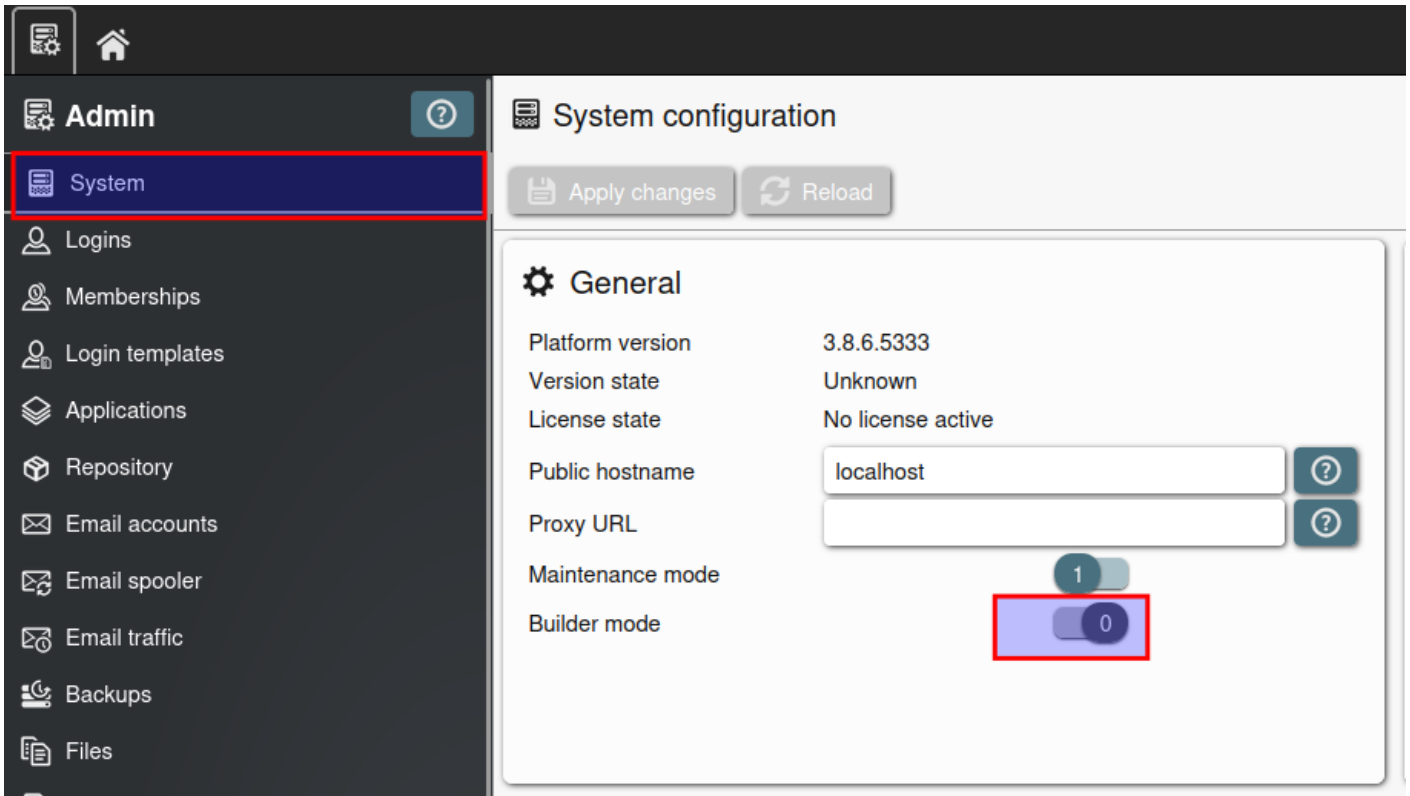 Admin
System
Logins
Memberships
Login templates
Applications
Repository
Email accounts
Email spooler
Email traffic
Backups
Files
System configuration
Apply changes Reload
General
Platform version 3.8.6.5333
Version state Unknown
License state No license active
Public hostname localhost
Proxy URL
Maintenance mode 1
Builder mode 0